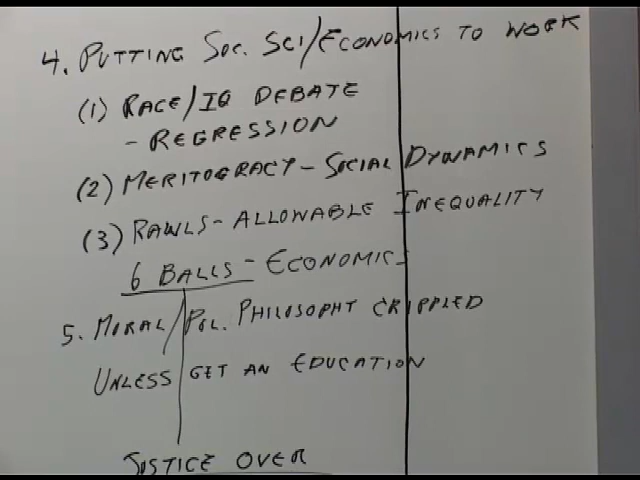 4. PUTTING SOC. SCI/ECONOMICS TO WORK
(1) RACE/IQ DEBATE
- REGRESSION
(2) MERITOGRACY - SOCIAL DYNAMICS
(3) RAWLS - ALLOWABLE INEQUALITY
6 BALLS - ECONOMICS
5. MORAL/POL. PHILOSOPHY CRIPPLED
UNLESS GET AN EDUCATION
JUSTICE OVER